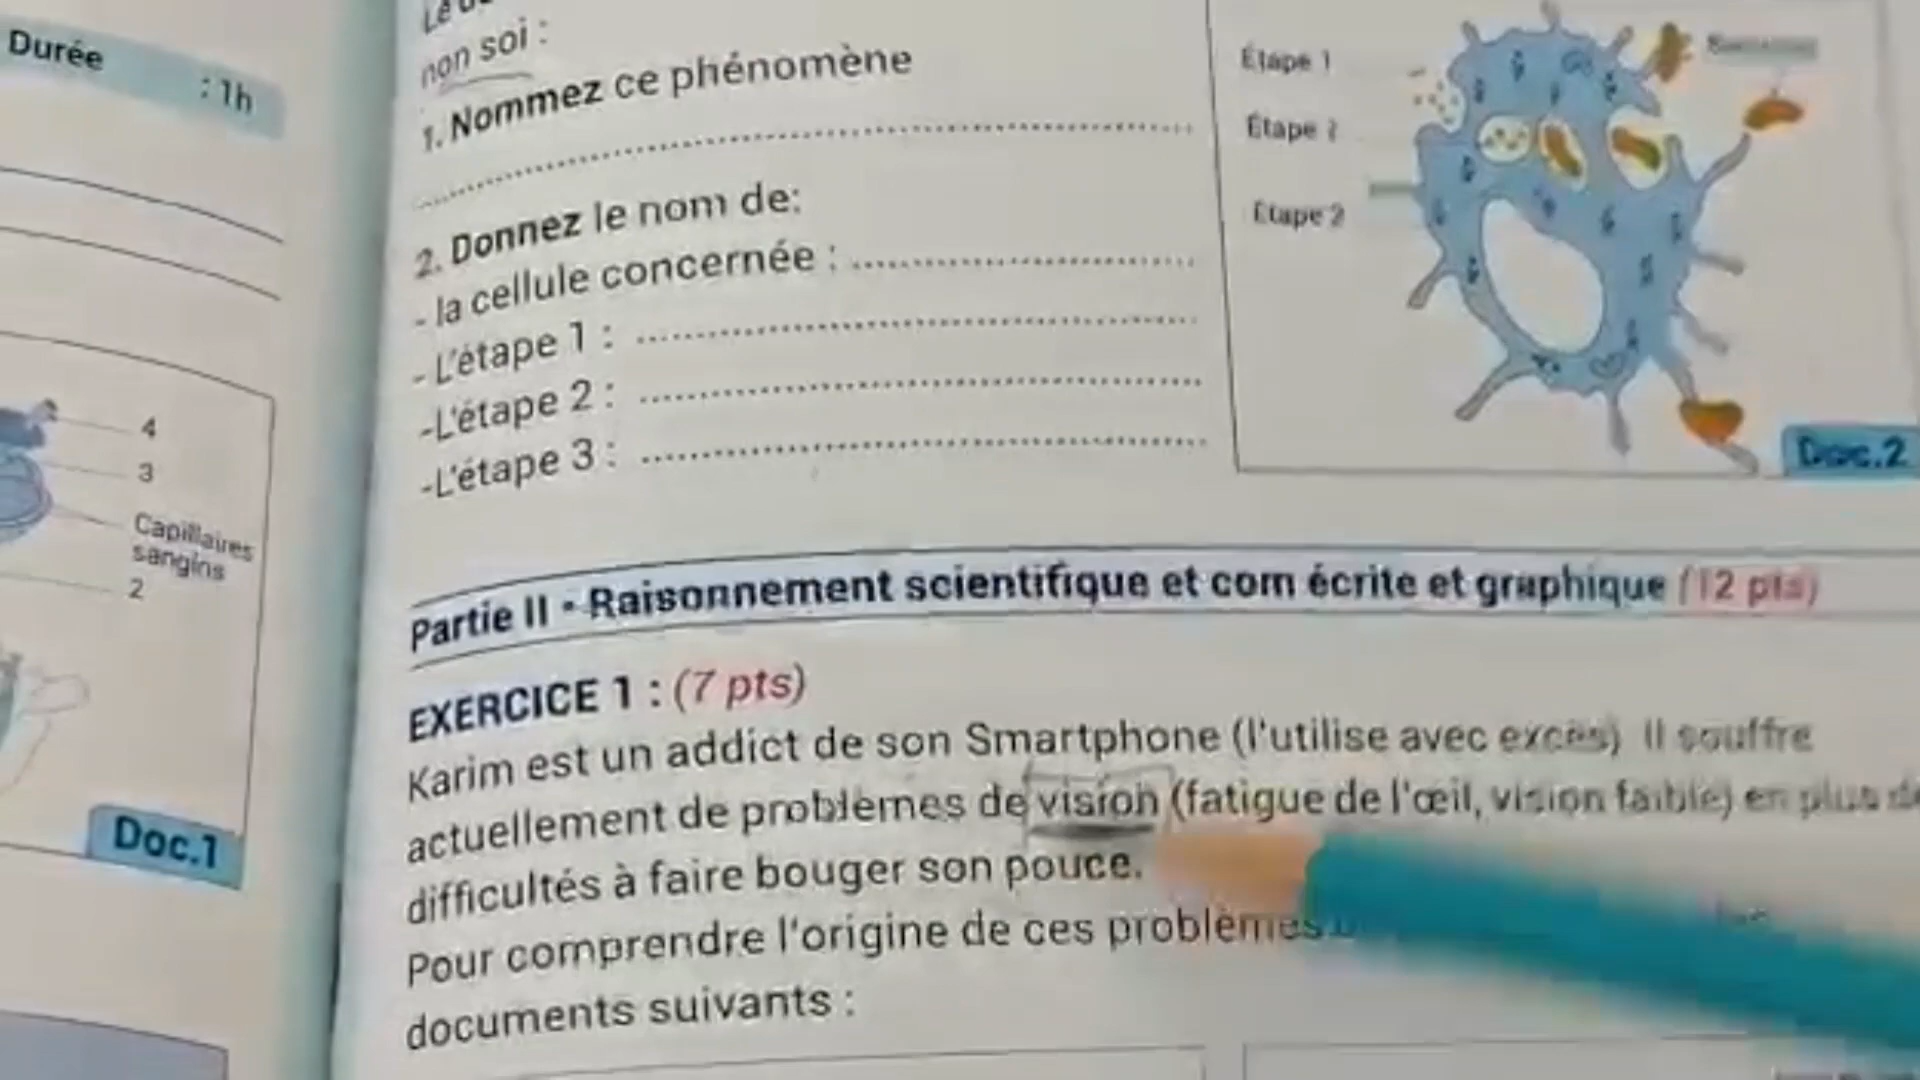 Durée : 1h
4
3
Capillaires
sangins
2
Doc.1
non soi :
1. Nommez ce phénomène
2. Donnez le nom de:
- la cellule concernée :
- L'étape 1 :
-L'étape 2 :
-L'étape 3 :
Étape 1
Étape 2
Étape 2
Doc.2
Partie II - Raisonnement scientifique et com écrite et graphique (12 pts)
EXERCICE 1 : (7 pts)
Karim est un addict de son Smartphone (l'utilise avec excès) Il souffre
actuellement de problèmes de vision (fatigue de l'œil, vision faible) en plus de
difficultés à faire bouger son pouce.
Pour comprendre l'origine de ces problèmes
documents suivants :